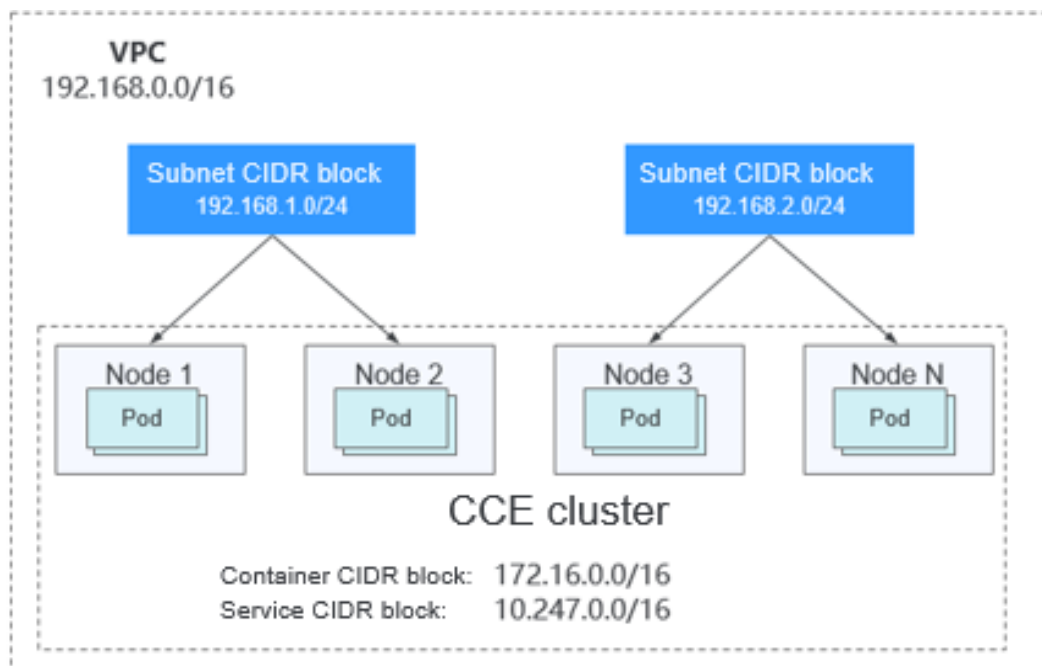 VPC
192.168.0.0/16
Subnet CIDR block
192.168.1.0/24
Subnet CIDR block
192.168.2.0/24
Node 1
Pod
Node 2
Pod
Node 3
Pod
Node N
Pod
CCE cluster
Container CIDR block: 172.16.0.0/16
Service CIDR block: 10.247.0.0/16